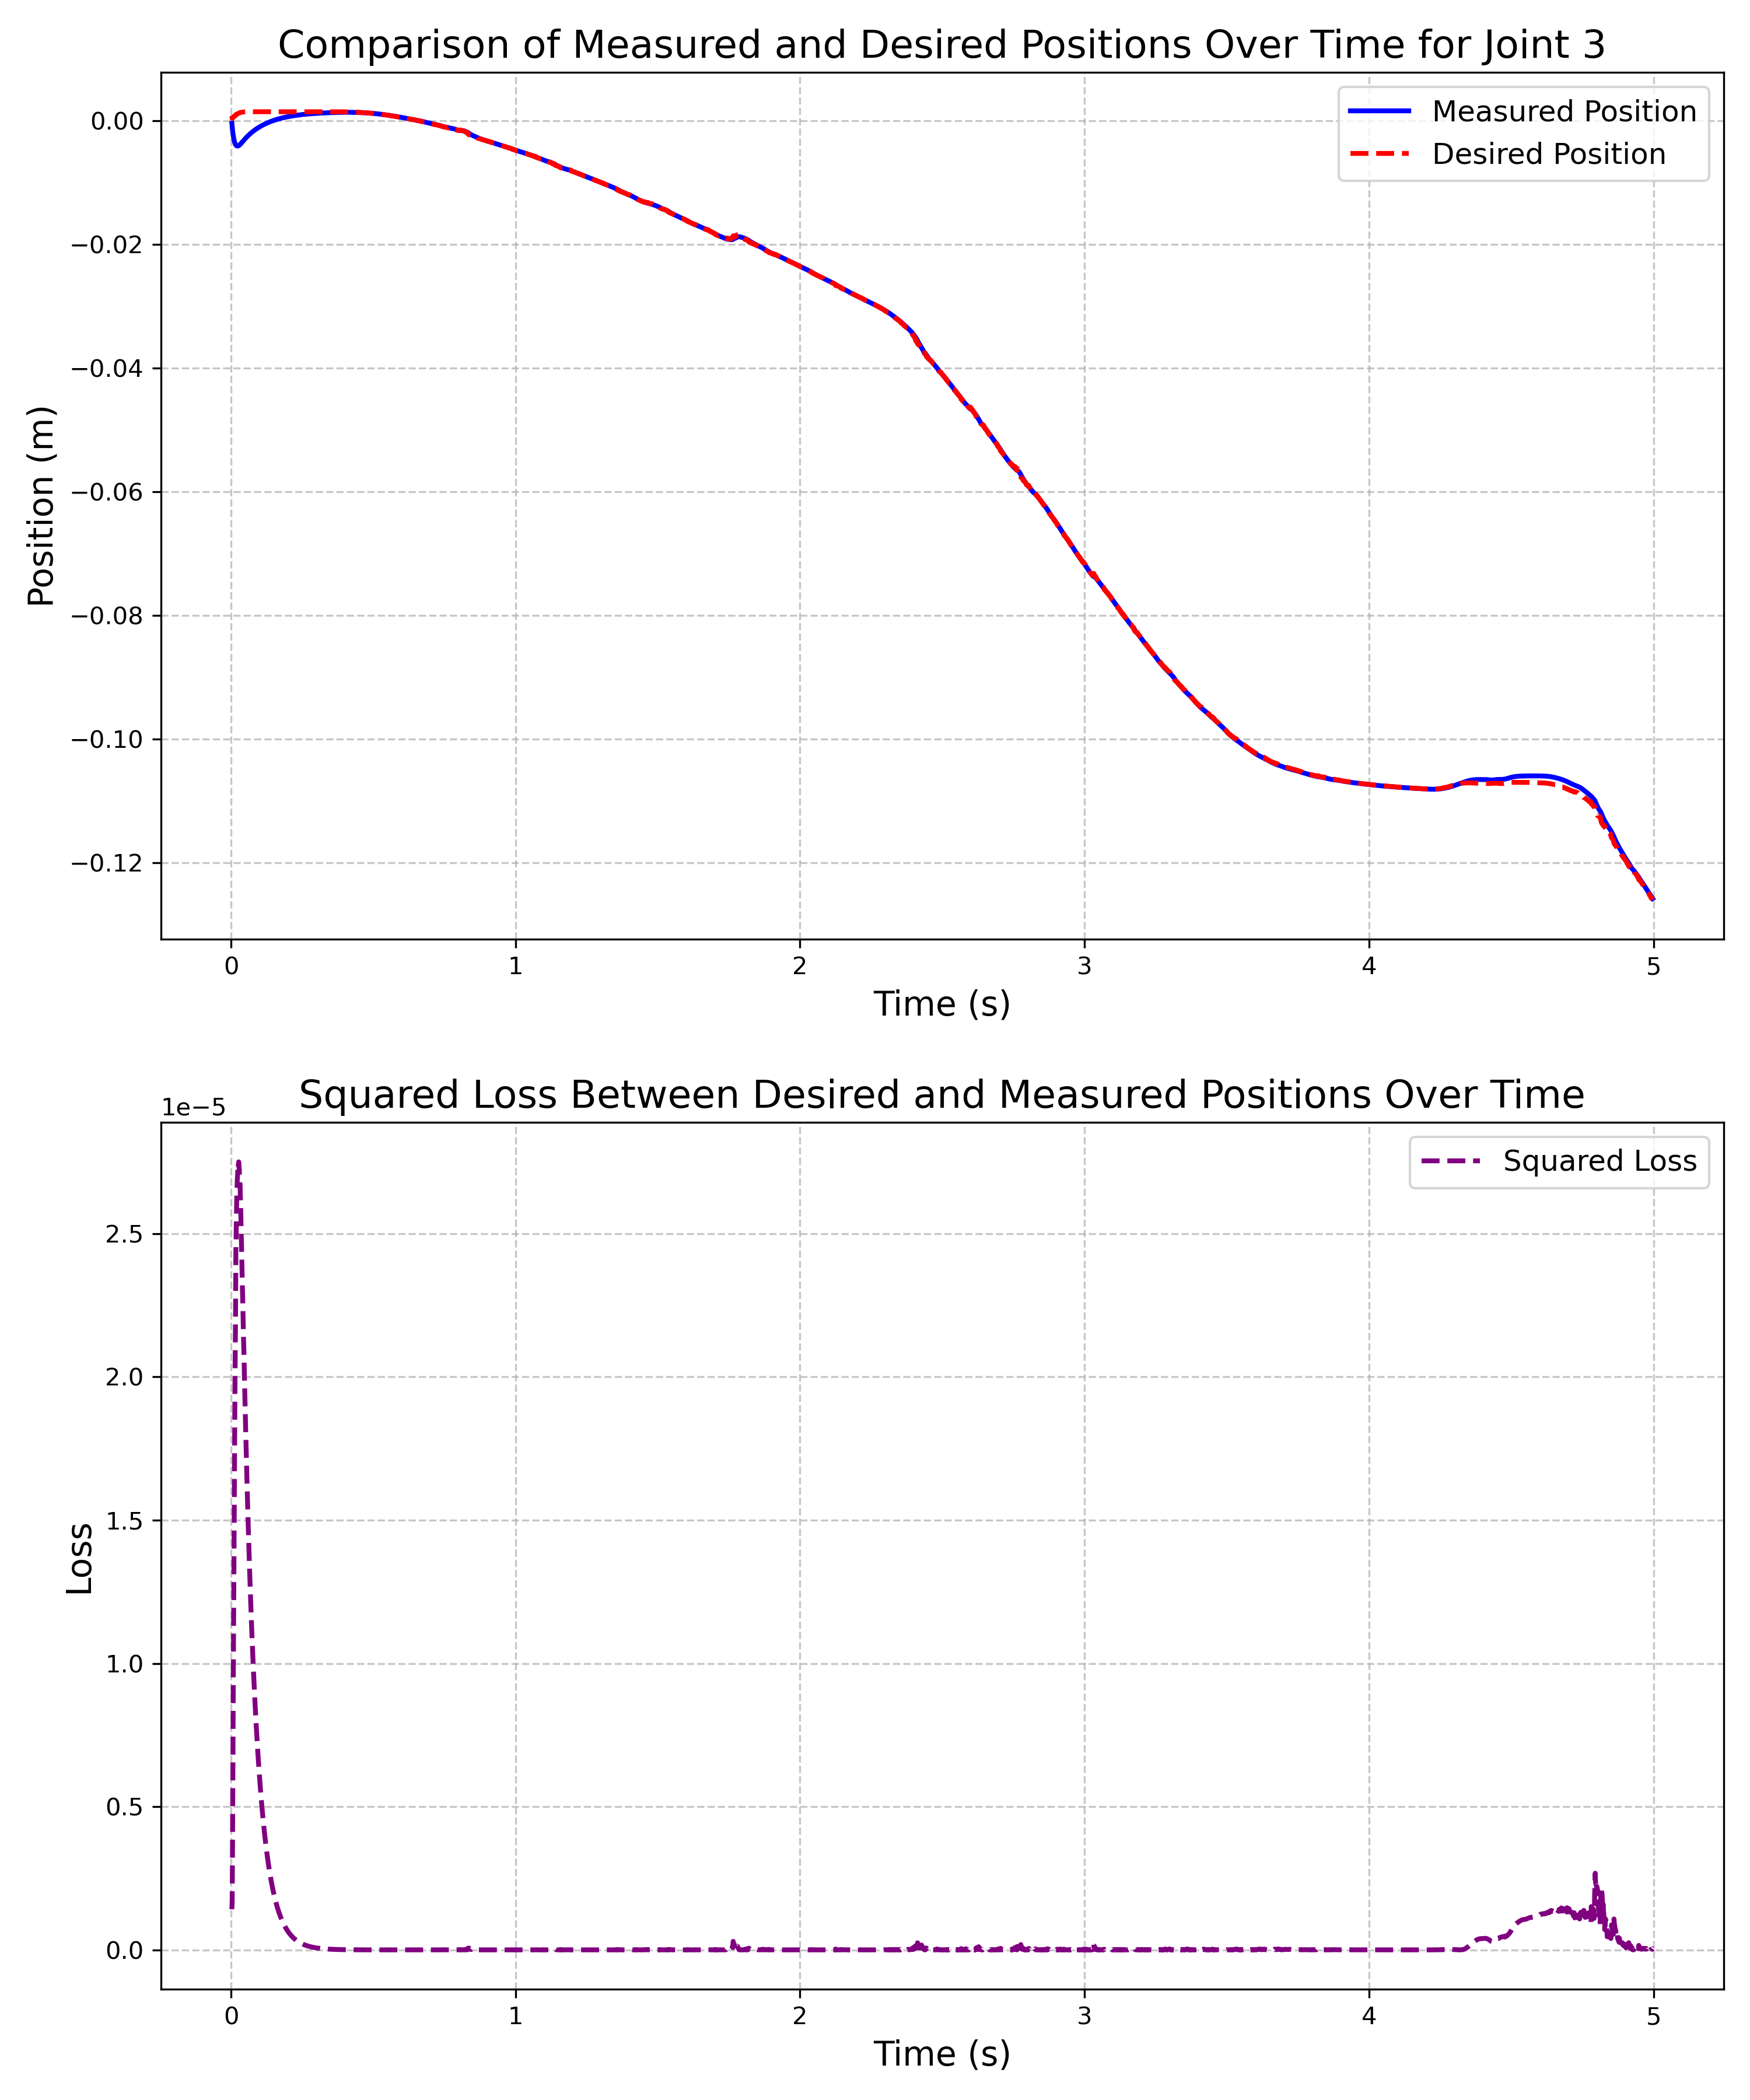 Comparison of Measured and Desired Positions Over Time for Joint 3
Measured Position
Desired Position
Position (m)
0.00
−0.02
−0.04
−0.06
−0.08
−0.10
−0.12
0 1 2 3 4 5
Time (s)
Squared Loss Between Desired and Measured Positions Over Time
1e−5
Squared Loss
Loss
2.5
2.0
1.5
1.0
0.5
0.0
0 1 2 3 4 5
Time (s)